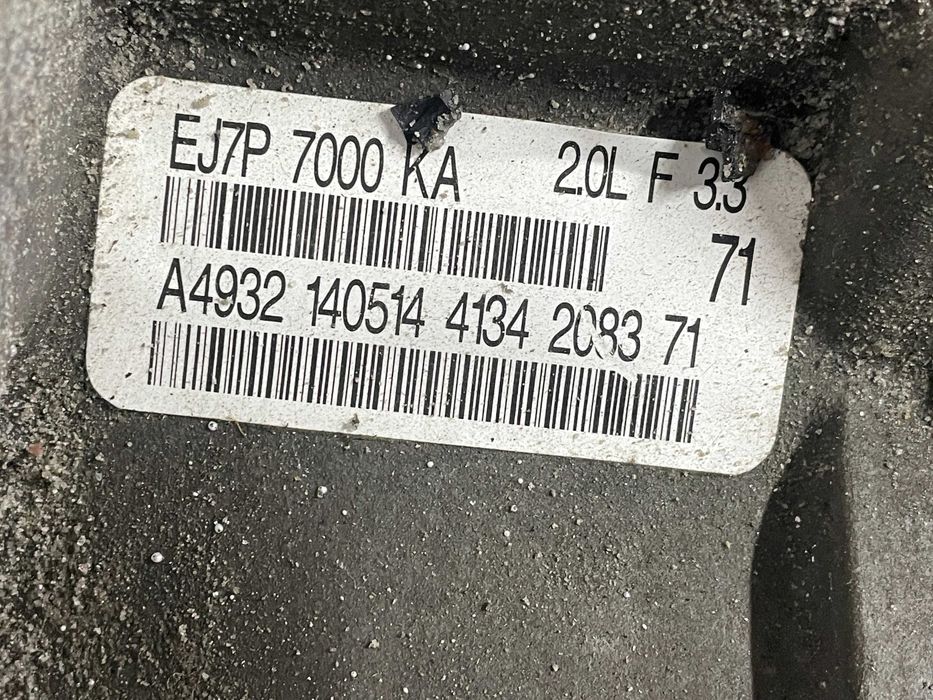 EJ7P 7000 KA 2.0L F 3.3
71
A4932 140514 4134 2083 71